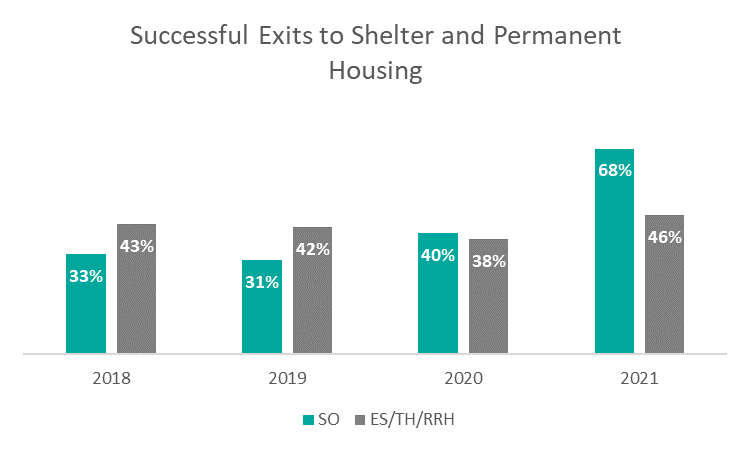 Successful Exits to Shelter and Permanent
Housing
68%
46%
43%
42%
40%
38%
33%
31%
2018 2019 2020 2021
SO ES/TH/RRH